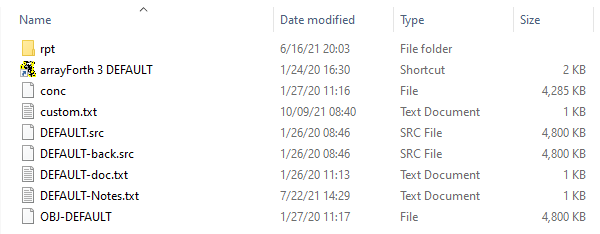 Name Date modified Type Size
rpt 6/16/21 20:03 File folder
arrayForth 3 DEFAULT 1/24/20 16:30 Shortcut 2 KB
conc 1/27/20 11:16 File 4,285 KB
custom.txt 10/09/21 08:40 Text Document 1 KB
DEFAULT.src 1/26/20 08:46 SRC File 4,800 KB
DEFAULT-back.src 1/26/20 08:46 SRC File 4,800 KB
DEFAULT-doc.txt 1/26/20 11:13 Text Document 1 KB
DEFAULT-Notes.txt 7/22/21 14:29 Text Document 1 KB
OBJ-DEFAULT 1/27/20 11:17 File 4,800 KB